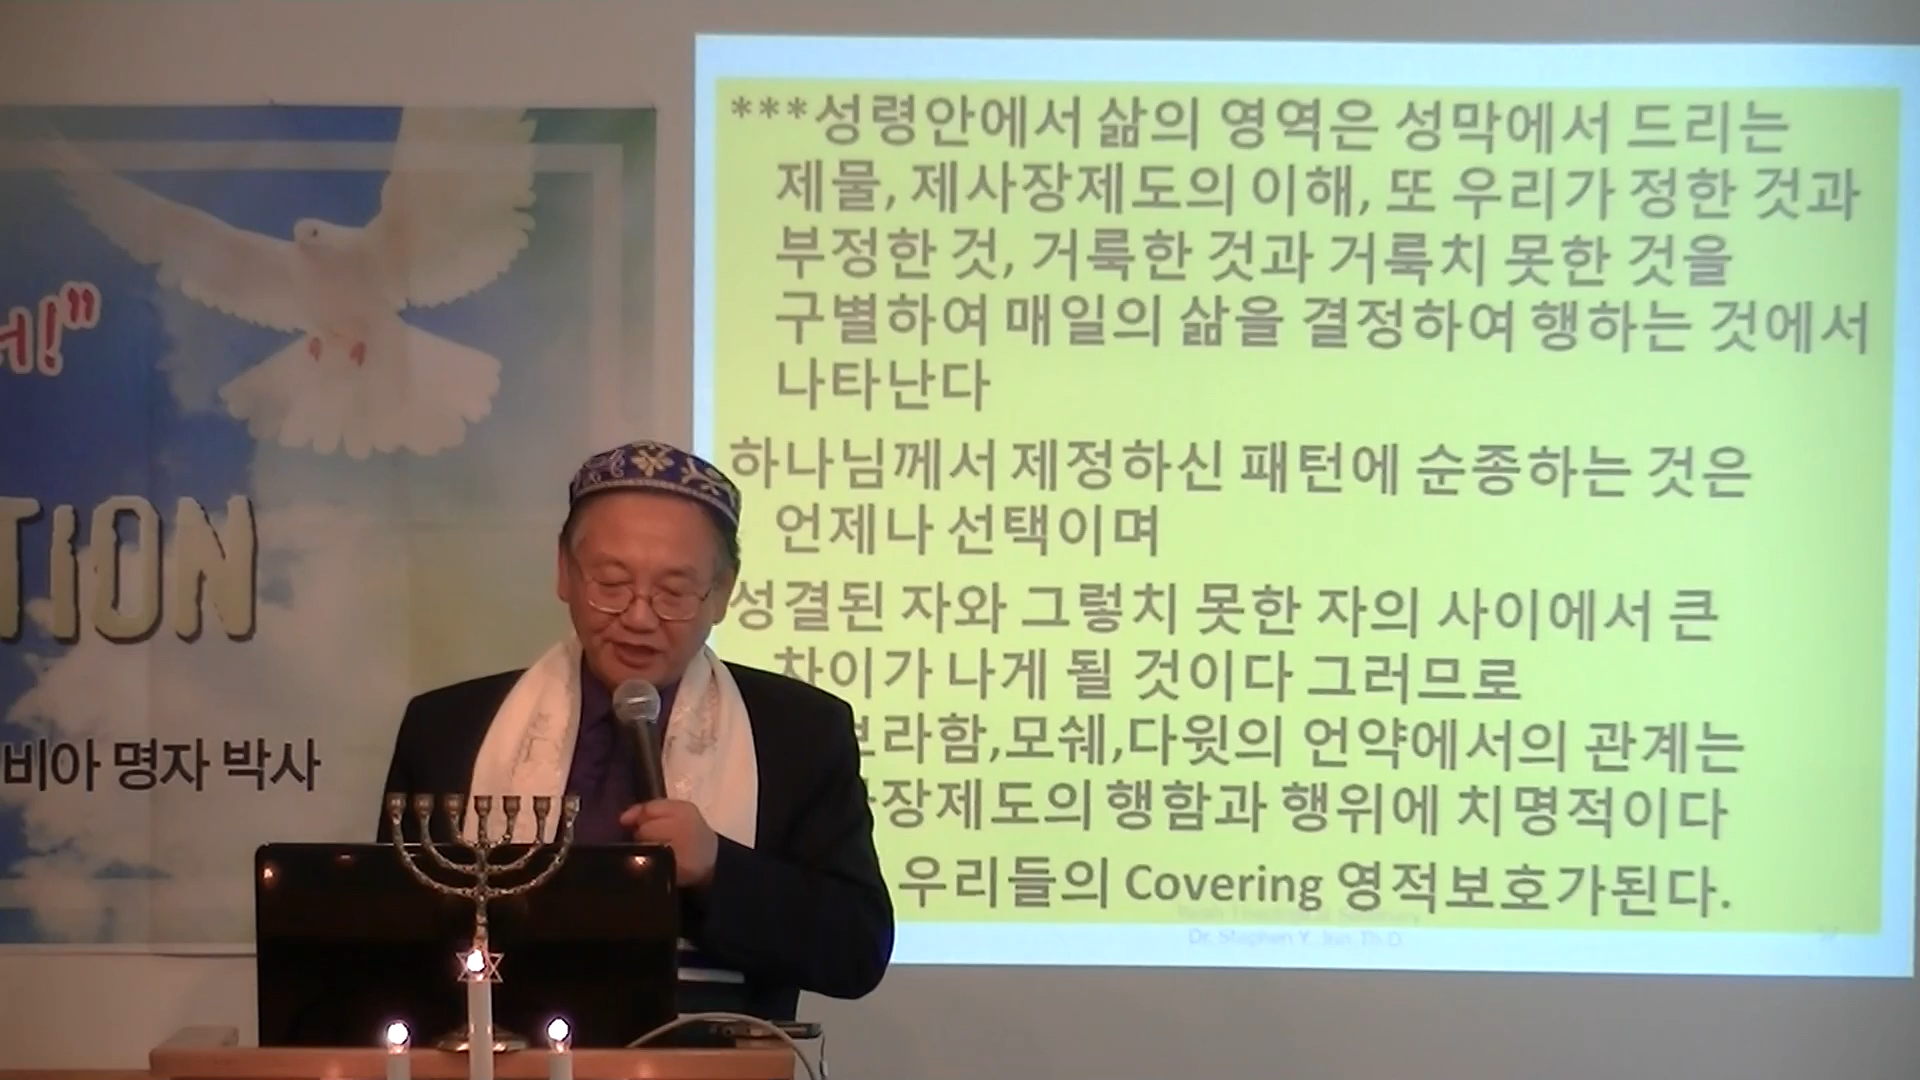 ***성령안에서 삶의 영역은 성막에서 드리는
제물, 제사장제도의 이해, 또 우리가 정한 것과
부정한 것, 거룩한 것과 거룩치 못한 것을
구별하여 매일의 삶을 결정하여 행하는 것에서
나타난다
하나님께서 제정하신 패턴에 순종하는 것은
언제나 선택이며
성결된 자와 그렇치 못한 자의 사이에서 큰
차이가 나게 될 것이다 그러므로
브라함,모쉐,다윗의 언약에서의 관계는
장제도의 행함과 행위에 치명적이다
우리들의 Covering 영적보호가된다.
Dr. Stephen Y.
!”
TION
비아 명자 박사